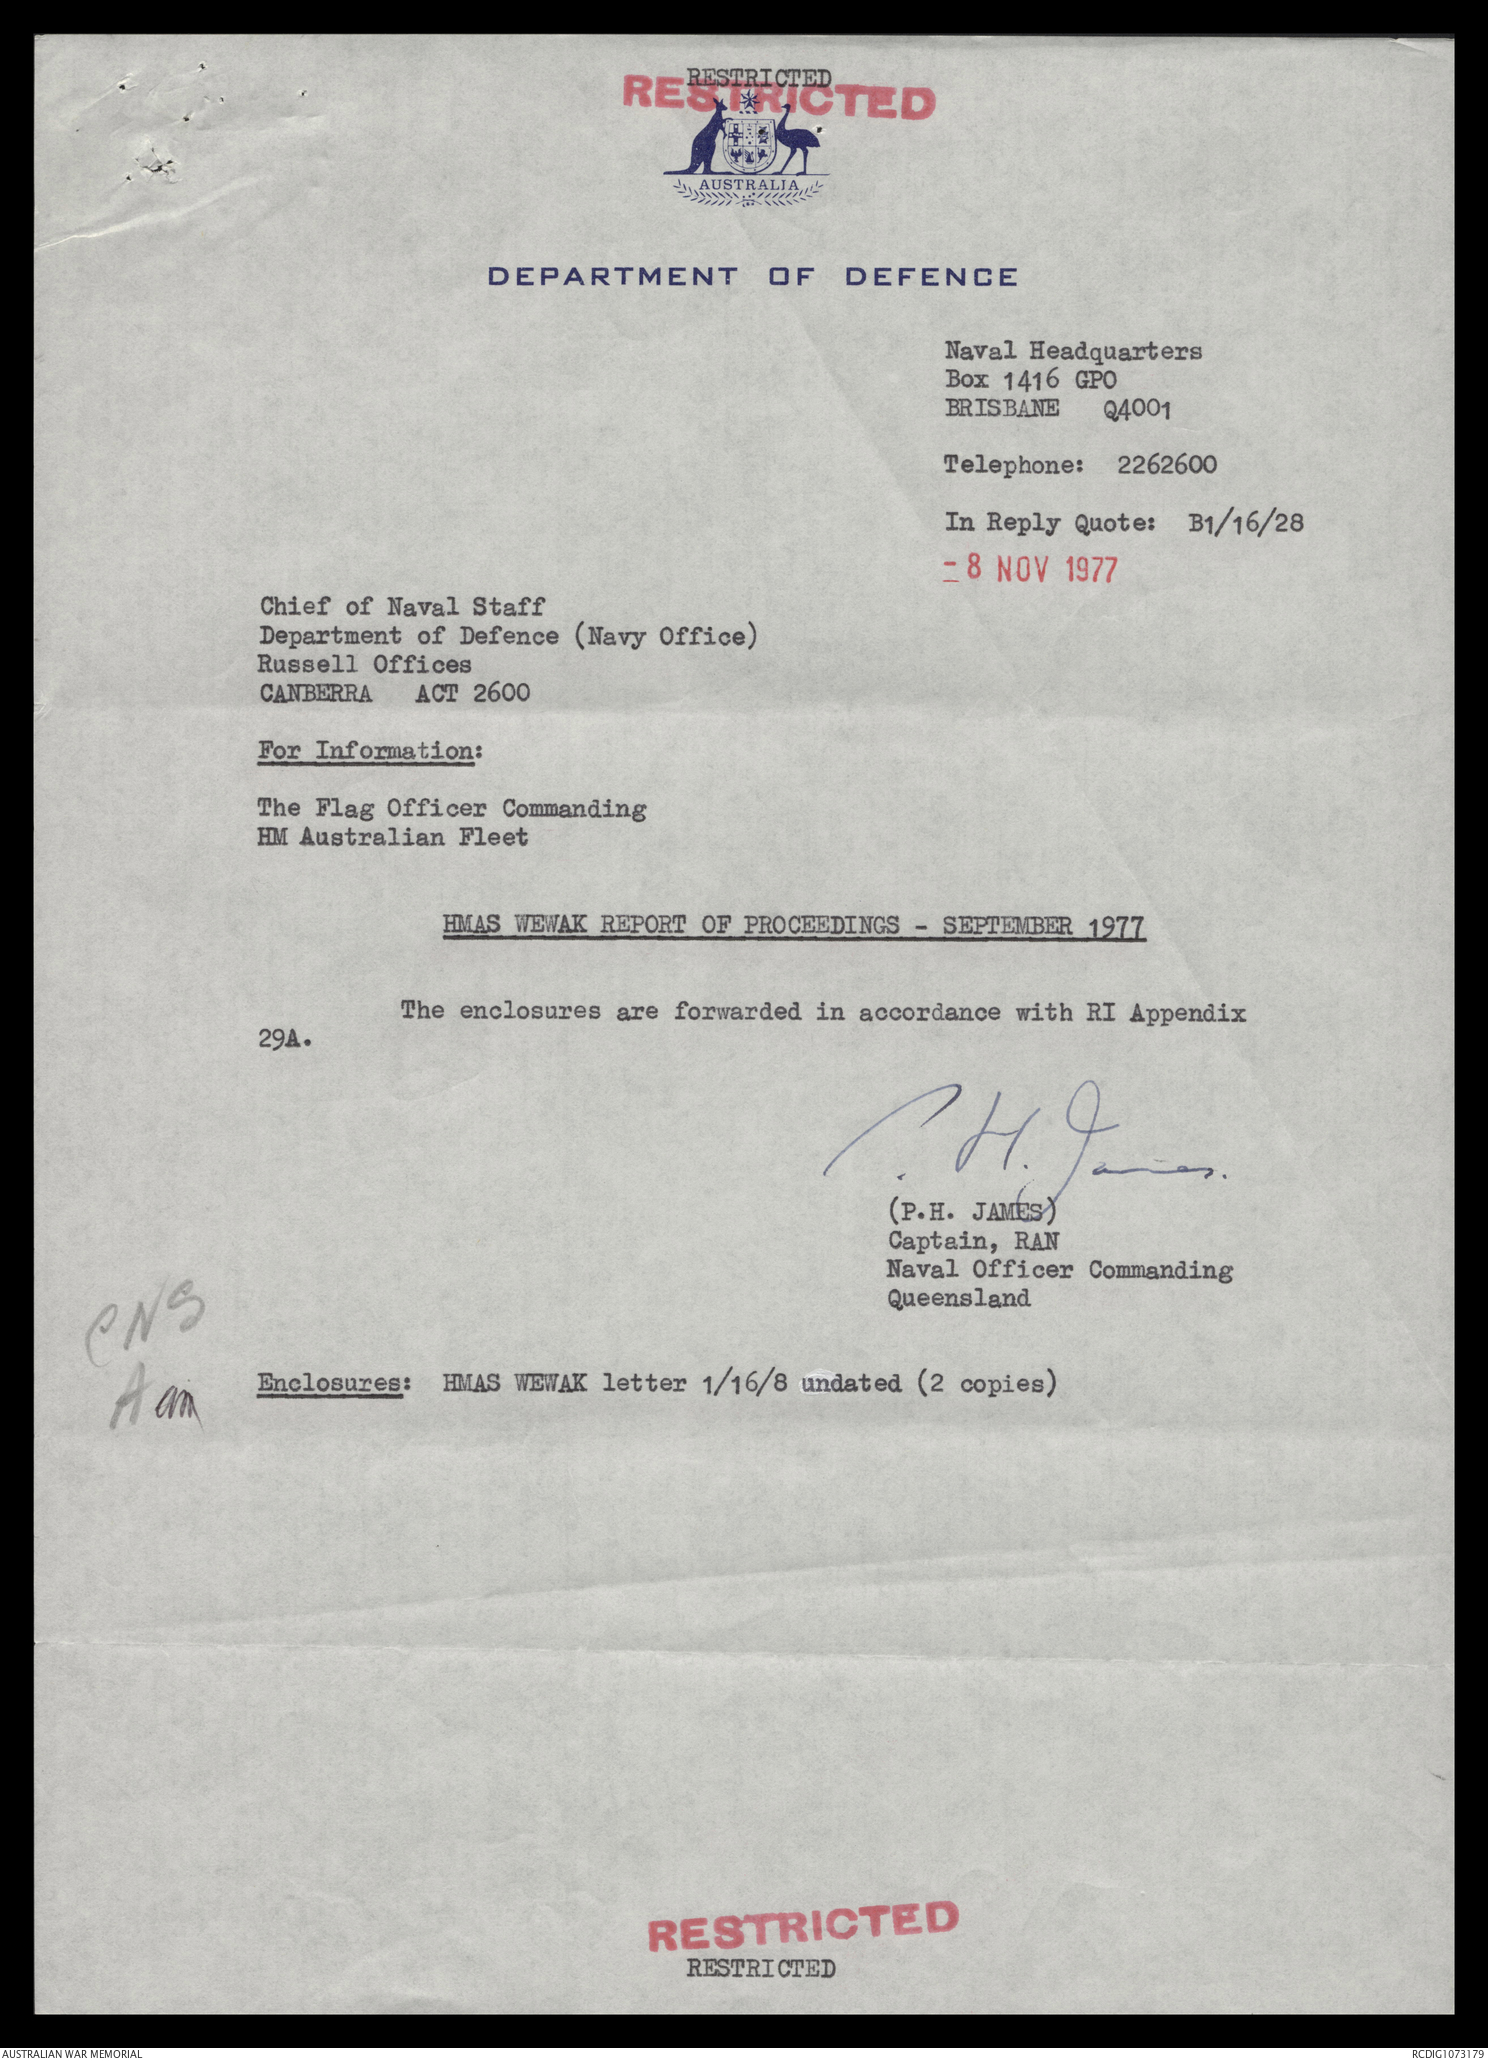 RESTRICTED
RESTRICTED
AUSTRALIA
DEPARTMENT OF DEFENCE
Naval Headquarters
Box 1416 GPO
BRISBANE Q4001
Telephone: 2262600
In Reply Quote: B1/16/28
- 8 NOV 1977
Chief of Naval Staff
Department of Defence (Navy Office)
Russell Offices
CANBERRA ACT 2600
For Information:
The Flag Officer Commanding
HM Australian Fleet
HMAS WEWAK REPORT OF PROCEEDINGS - SEPTEMBER 1977
The enclosures are forwarded in accordance with RI Appendix
29A.
P. H. James.
(P.H. JAMES)
Captain, RAN
Naval Officer Commanding
Queensland
CNS
Enclosures: HMAS WEWAK letter 1/16/8 undated (2 copies)
RESTRICTED
RESTRICTED
AUSTRALIAN WAR MEMORIAL
RCDIG1073179